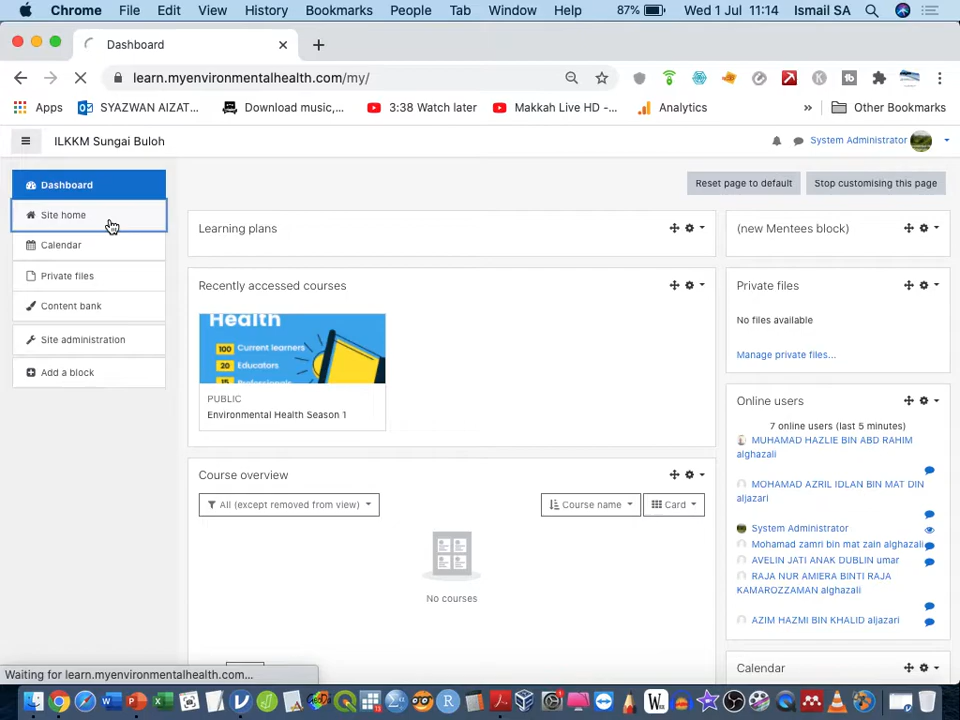 Chrome File Edit View History Bookmarks People Tab Window Help 87% Wed 1 Jul 11:14 Ismail SA
Dashboard
learn.myenvironmentalhealth.com/my/
Apps SYAZWAN AIZAT... Download music,... 3:38 Watch later Makkah Live HD -... Analytics » Other Bookmarks
ILKKM Sungai Buloh
System Administrator
Dashboard
Site home
Calendar
Private files
Content bank
Site administration
Add a block
Reset page to default
Stop customising this page
Learning plans
Recently accessed courses
Health
100 Current learners
20 Educators
PUBLIC
Environmental Health Season 1
Course overview
All (except removed from view)
Course name
Card
No courses
(new Mentees block)
Private files
No files available
Manage private files...
Online users
7 online users (last 5 minutes)
MUHAMAD HAZLIE BIN ABD RAHIM
alghazali
MOHAMAD AZRIL IDLAN BIN MAT DIN
aljazari
System Administrator
Mohamad zamri bin mat zain alghazali
AVELIN JATI ANAK DUBLIN umar
RAJA NUR AMIERA BINTI RAJA
KAMAROZZAMAN alghazali
AZIM HAZMI BIN KHALID aljazari
Calendar
Waiting for learn.myenvironmentalhealth.com...